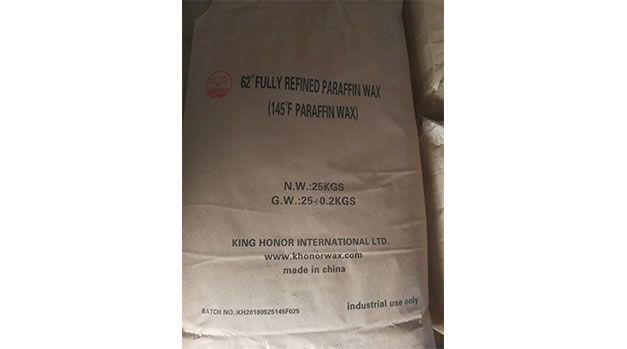 62°FULLY REFINED PARAFFIN WAX
(145°F PARAFFIN WAX)
N.W.:25KGS
G.W.:25÷0.2KGS
KING HONOR INTERNATIONAL LTD.
www.khonorwax.com
made in china
industrial use only
BATCH NO.:KH20180525145F025